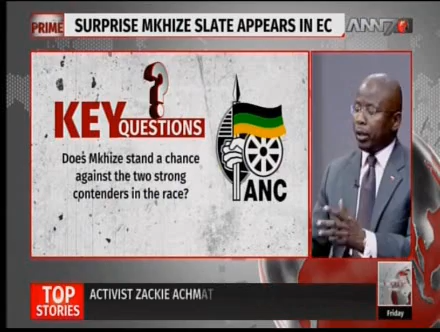 PRIME
SURPRISE MKHIZE SLATE APPEARS IN EC
ANN7
KEY
QUESTIONS
Does Mkhize stand a chance
against the two strong
contenders in the race?
ANC
TOP
STORIES
ACTIVIST ZACKIE ACHMAT
Friday